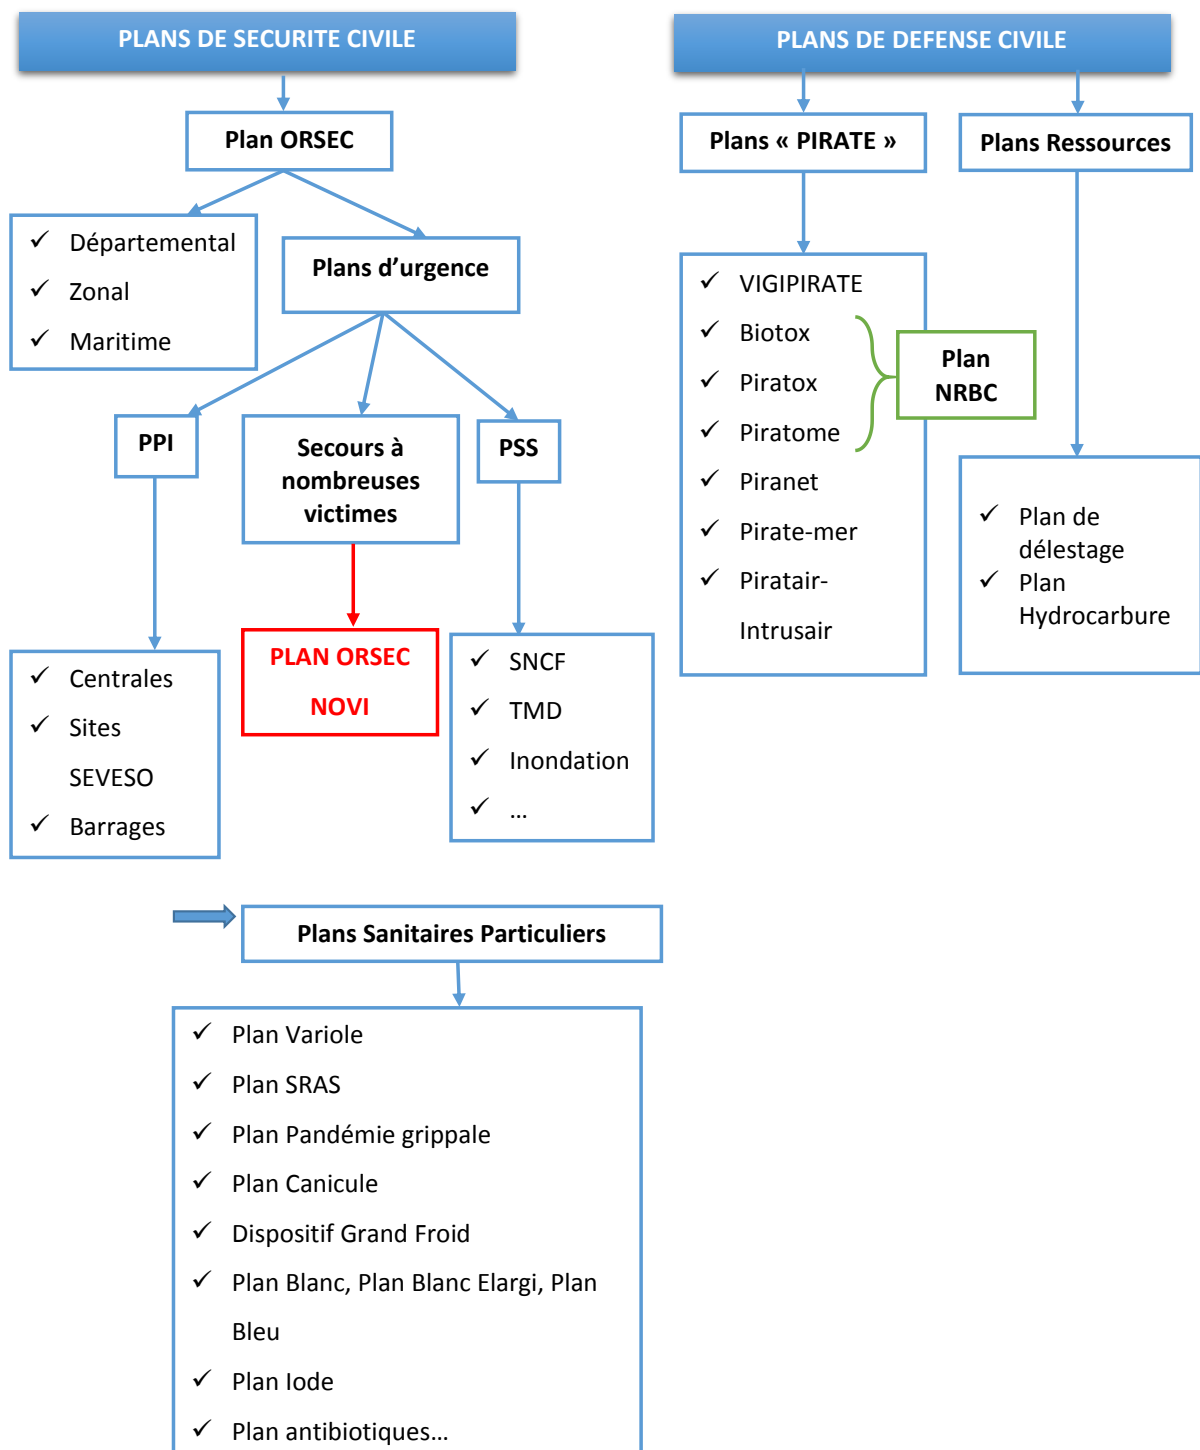 PLANS DE SECURITE CIVILE
Plan ORSEC
Départemental
Zonal
Maritime
Plans d’urgence
PPI
Secours à
nombreuses
victimes
PSS
Centrales
Sites
SEVESO
Barrages
PLAN ORSEC
NOVI
SNCF
TMD
Inondation
…
PLANS DE DEFENSE CIVILE
Plans « PIRATE »
Plans Ressources
VIGIPIRATE
Biotox
Piratox
Piratome
Piranet
Pirate-mer
Piratair-
Intrusair
Plan
NRBC
Plan de
délestage
Plan
Hydrocarbure
Plans Sanitaires Particuliers
Plan Variole
Plan SRAS
Plan Pandémie grippale
Plan Canicule
Dispositif Grand Froid
Plan Blanc, Plan Blanc Elargi, Plan
Bleu
Plan Iode
Plan antibiotiques…